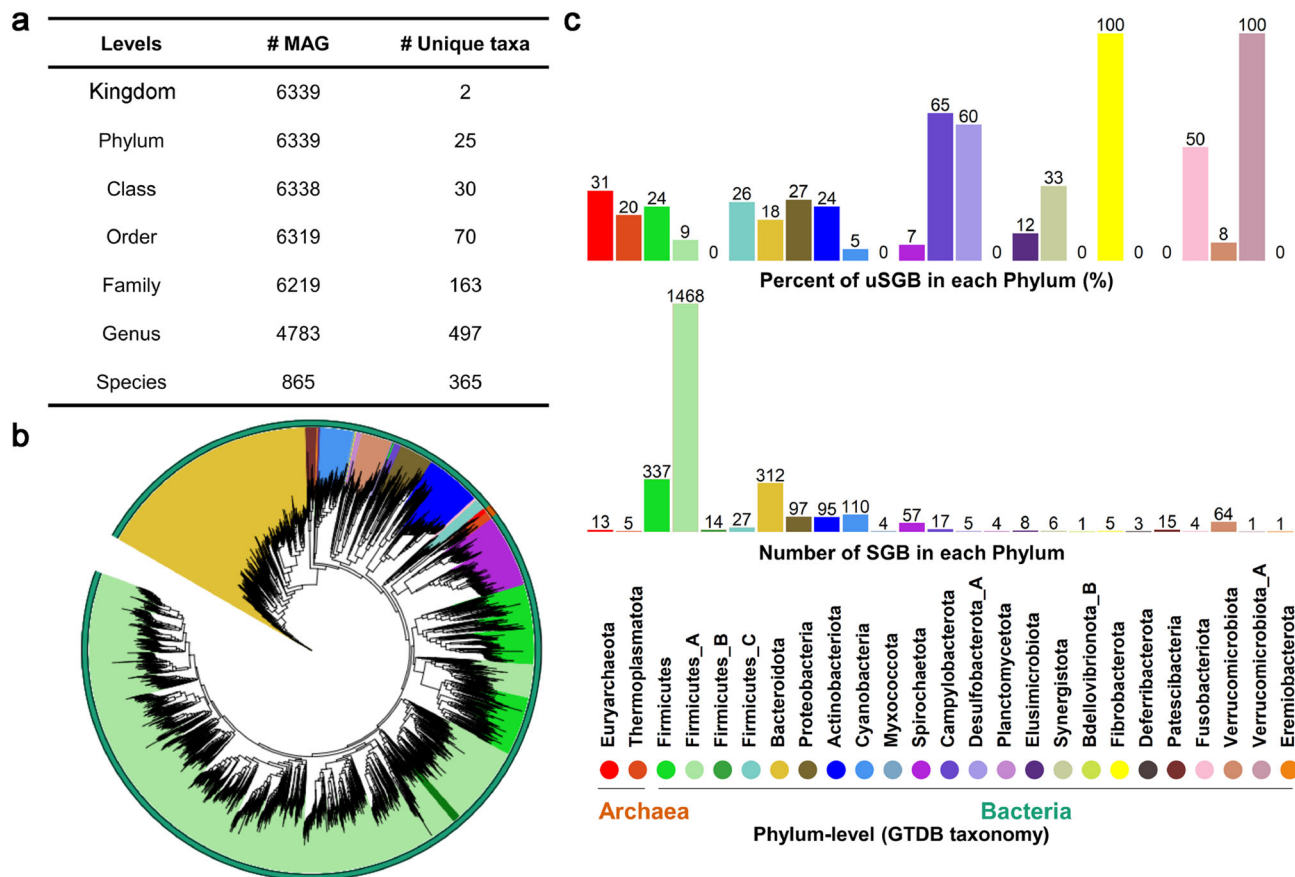 a
Levels # MAG # Unique taxa
Kingdom 6339 2
Phylum 6339 25
Class 6338 30
Order 6319 70
Family 6219 163
Genus 4783 497
Species 865 365
b
c
31 20 24 9 0 26 18 27 24 5 0 7 65 60 0 12 33 0 100 0 0 50 8 100 0
Percent of uSGB in each Phylum (%)
13 5 337 1468 14 27 312 97 95 110 4 57 17 5 4 8 6 1 5 3 15 4 64 1 1
Number of SGB in each Phylum
Euryarchaeota
Thermoplasmatota
Firmicutes
Firmicutes_A
Firmicutes_B
Firmicutes_C
Bacteroidota
Proteobacteria
Actinobacteriota
Cyanobacteria
Myxococcota
Spirochaetota
Campylobacterota
Desulfobacterota_A
Planctomycetota
Elusimicrobiota
Synergistota
Bdellovibrionota_B
Fibrobacterota
Deferribacterota
Patescibacteria
Fusobacteriota
Verrucomicrobiota
Verrucomicrobiota_A
Eremiobacterota
Archaea Bacteria
Phylum-level (GTDB taxonomy)